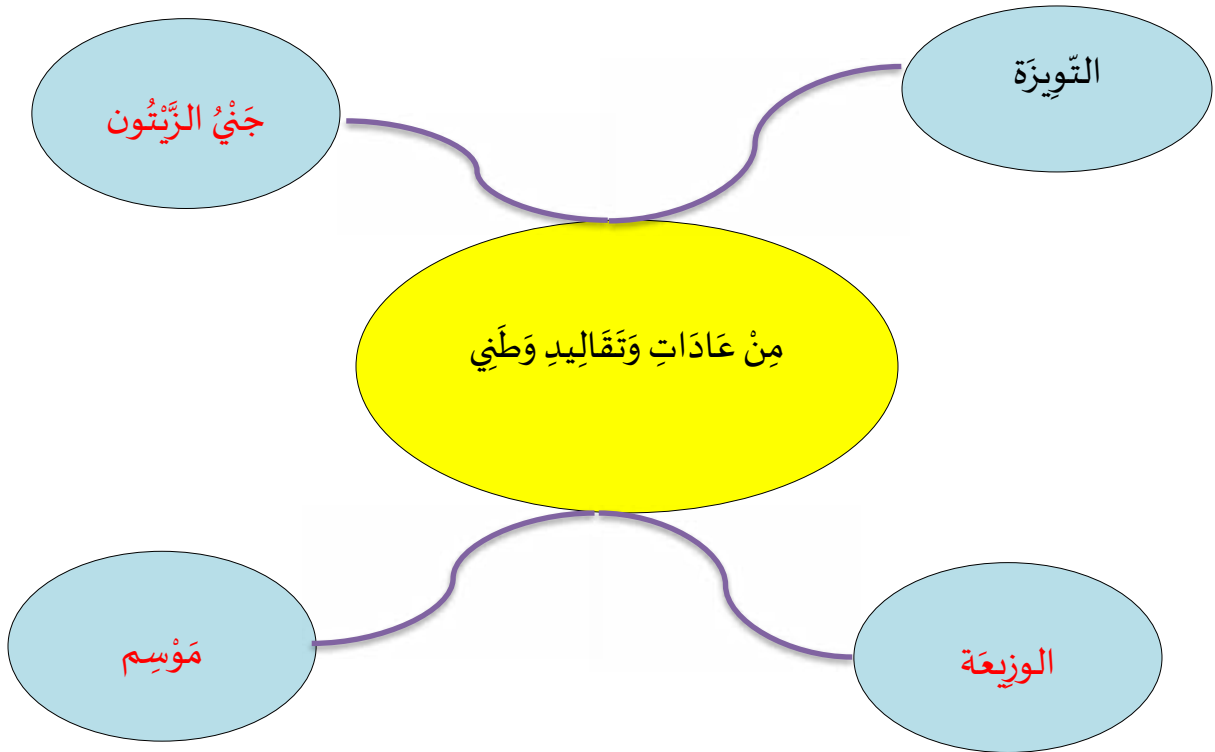 التّوِيزَة
جَنْيُ الزَّيْتُون
مِنْ عَادَاتِ وَتَقَالِيدِ وَطَنِي
الوزِيعَة
مَوْسِم